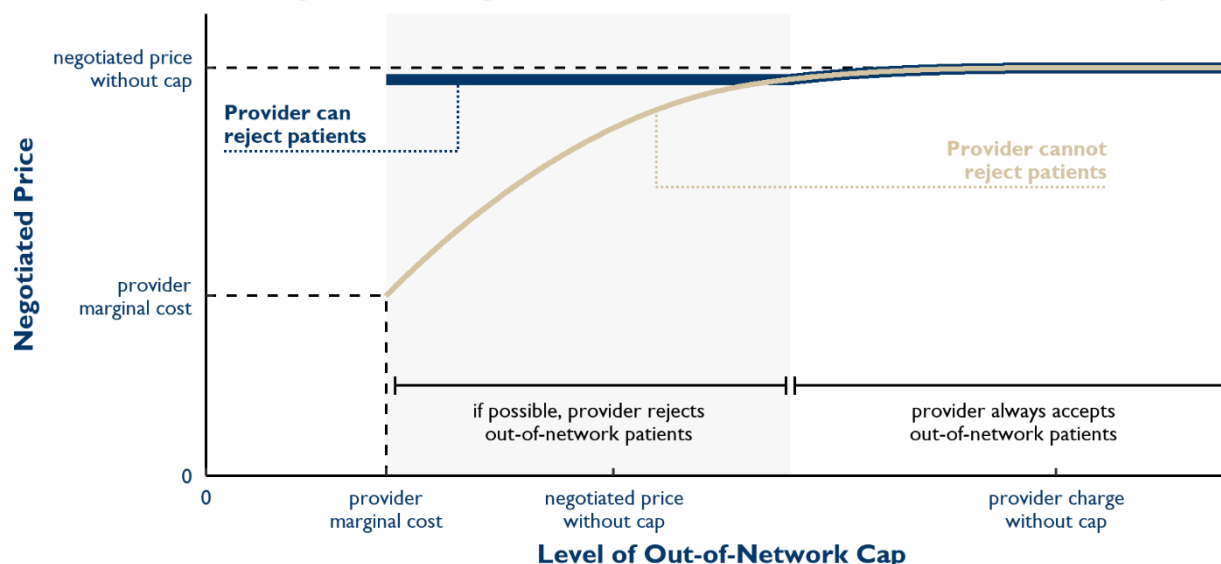 negotiated price
without cap
Provider can
reject patients
Provider cannot
reject patients
Negotiated Price
provider
marginal cost
if possible, provider rejects
out-of-network patients
provider always accepts
out-of-network patients
0
0
provider
marginal cost
negotiated price
without cap
provider charge
without cap
Level of Out-of-Network Cap